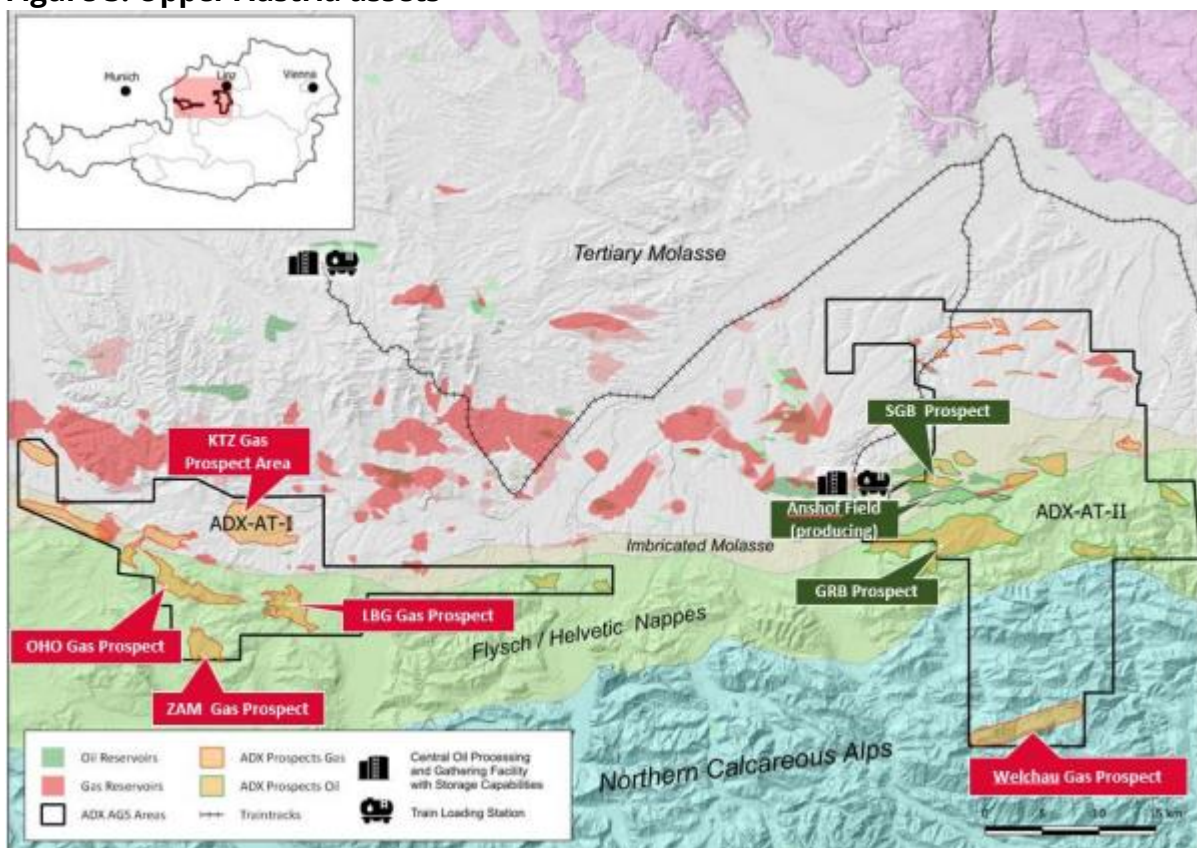 Figure 3: Upper Austria assets
Munich
Linz
Vienna
Tertiary Molasse
SGB Prospect
KTZ Gas
Prospect Area
ADX-AT-I
Anshof Field
(producing)
ADX-AT-II
Imbricated Molasse
GRB Prospect
LBG Gas Prospect
OHO Gas Prospect
Flysch / Helvetic Nappes
ZAM Gas Prospect
Northern Calcareous Alps
Welchau Gas Prospect
Oil Reservoirs
Gas Reservoirs
ADX AGS Areas
ADX Prospects Gas
ADX Prospects Oil
Traintracks
Central Oil Processing
and Gathering Facility
with Storage Capabilities
Train Loading Station
0 5 10 15 km